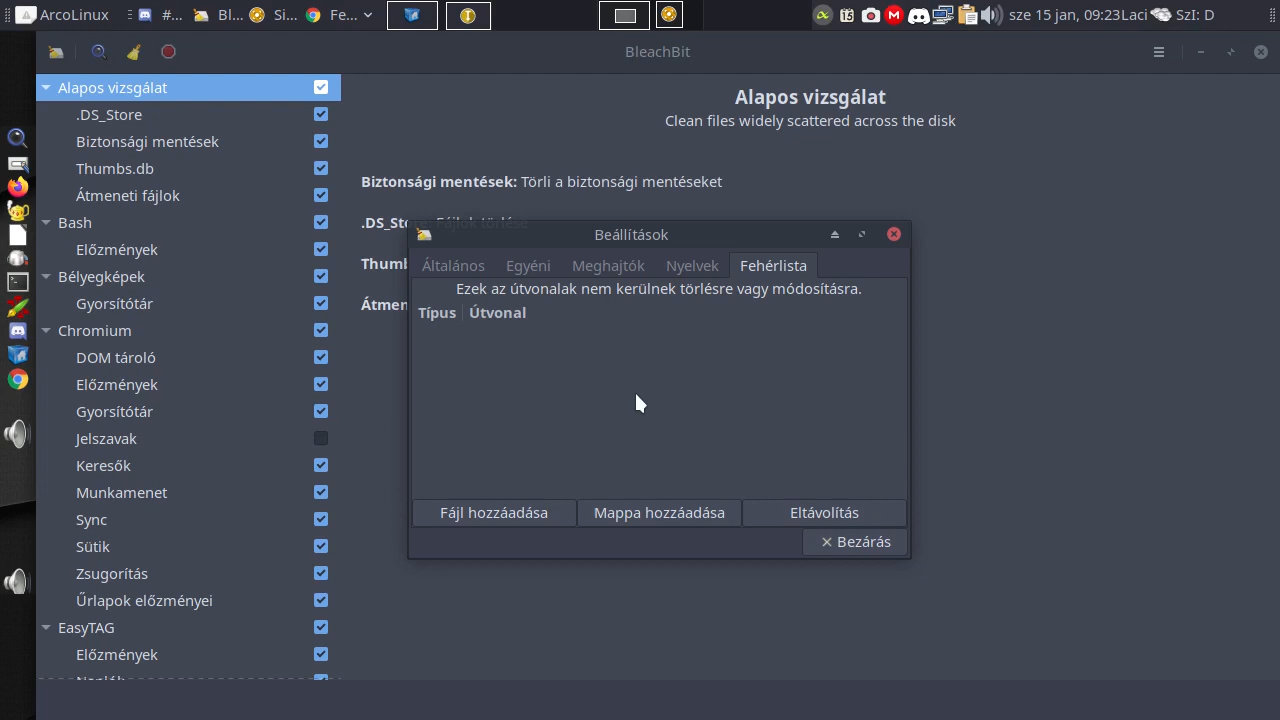 ArcoLinux #... Bl... Si... Fe... 15 sze 15 jan, 09:23 Laci SzI: D
BleachBit
Alapos vizsgálat
.DS_Store
Biztonsági mentések
Thumbs.db
Átmeneti fájlok
Bash
Előzmények
Bélyegképek
Gyorsítótár
Chromium
DOM tároló
Előzmények
Gyorsítótár
Jelszavak
Keresők
Munkamenet
Sync
Sütik
Zsugorítás
Űrlapok előzményei
EasyTAG
Előzmények
Alapos vizsgálat
Clean files widely scattered across the disk
Biztonsági mentések: Törli a biztonsági mentéseket
Beállítások
Általános Egyéni Meghajtók Nyelvek Fehérlista
Ezek az útvonalak nem kerülnek törlésre vagy módosításra.
Típus Útvonal
Fájl hozzáadása Mappa hozzáadása Eltávolítás
Bezárás